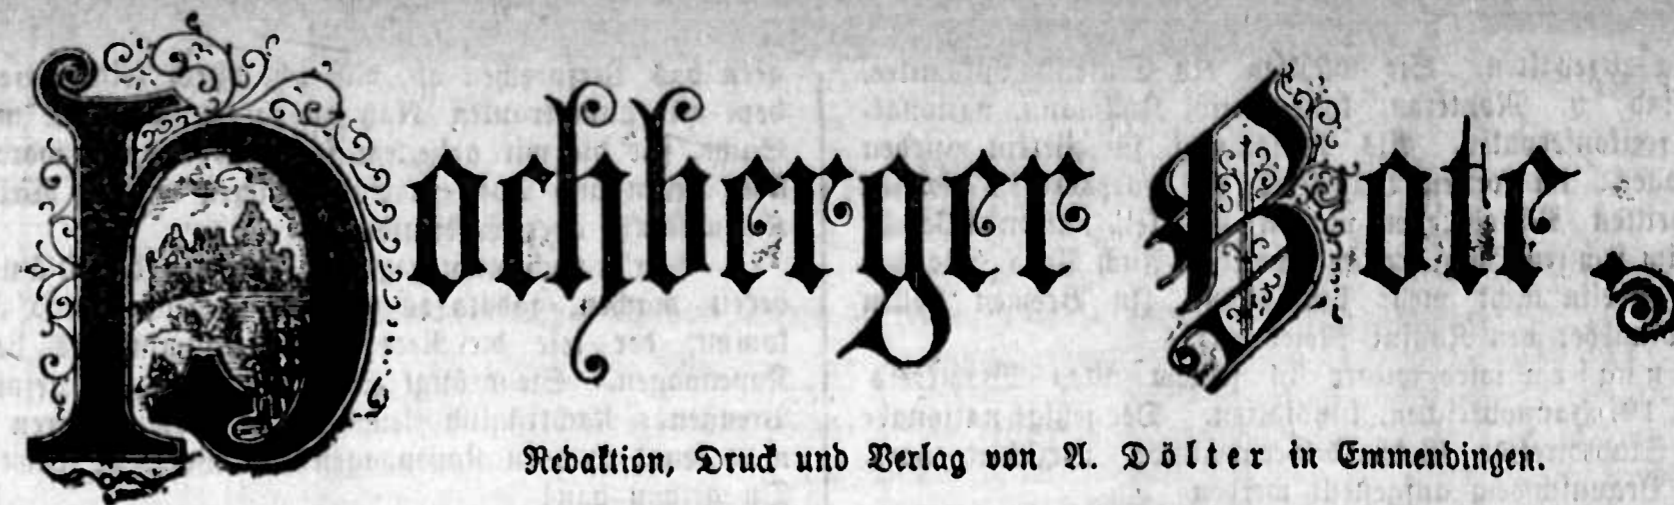 Hochberger Bote.
Redaktion, Druck und Verlag von A. Dölter in Emmendingen.